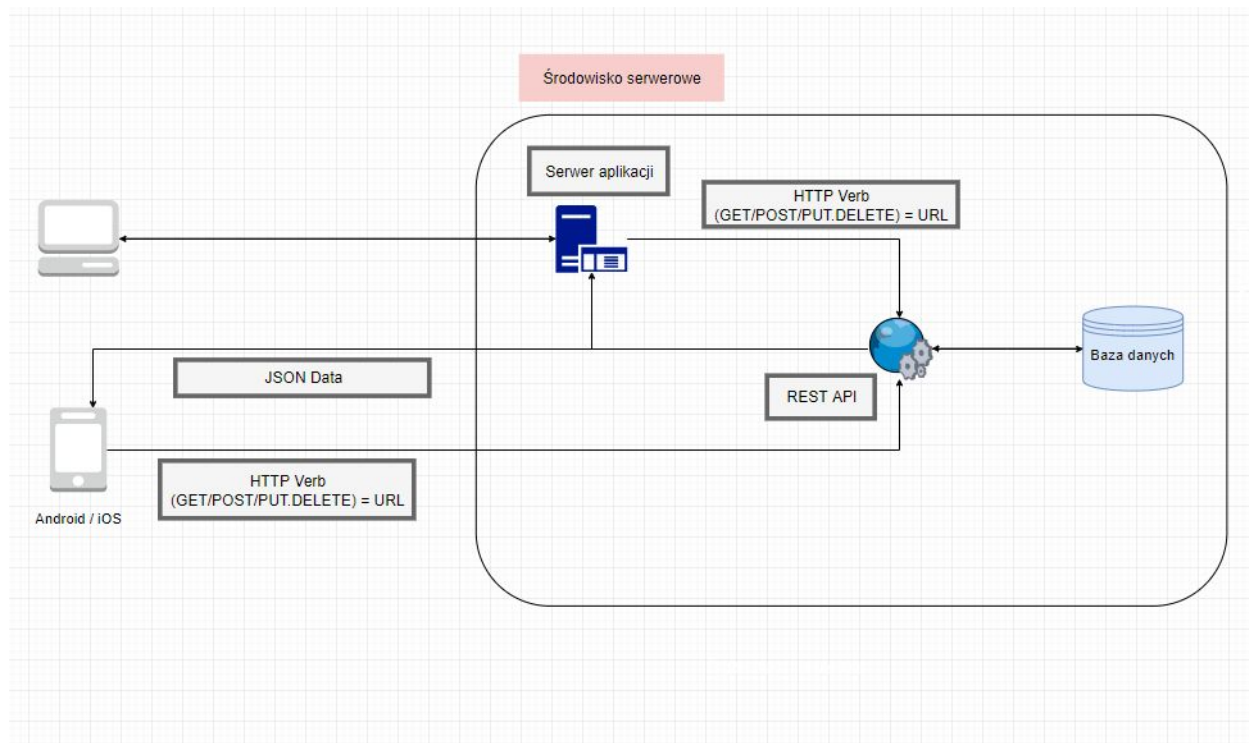 Środowisko serwerowe
Serwer aplikacji
HTTP Verb
(GET/POST/PUT.DELETE) = URL
Baza danych
JSON Data
REST API
HTTP Verb
(GET/POST/PUT.DELETE) = URL
Android / iOS